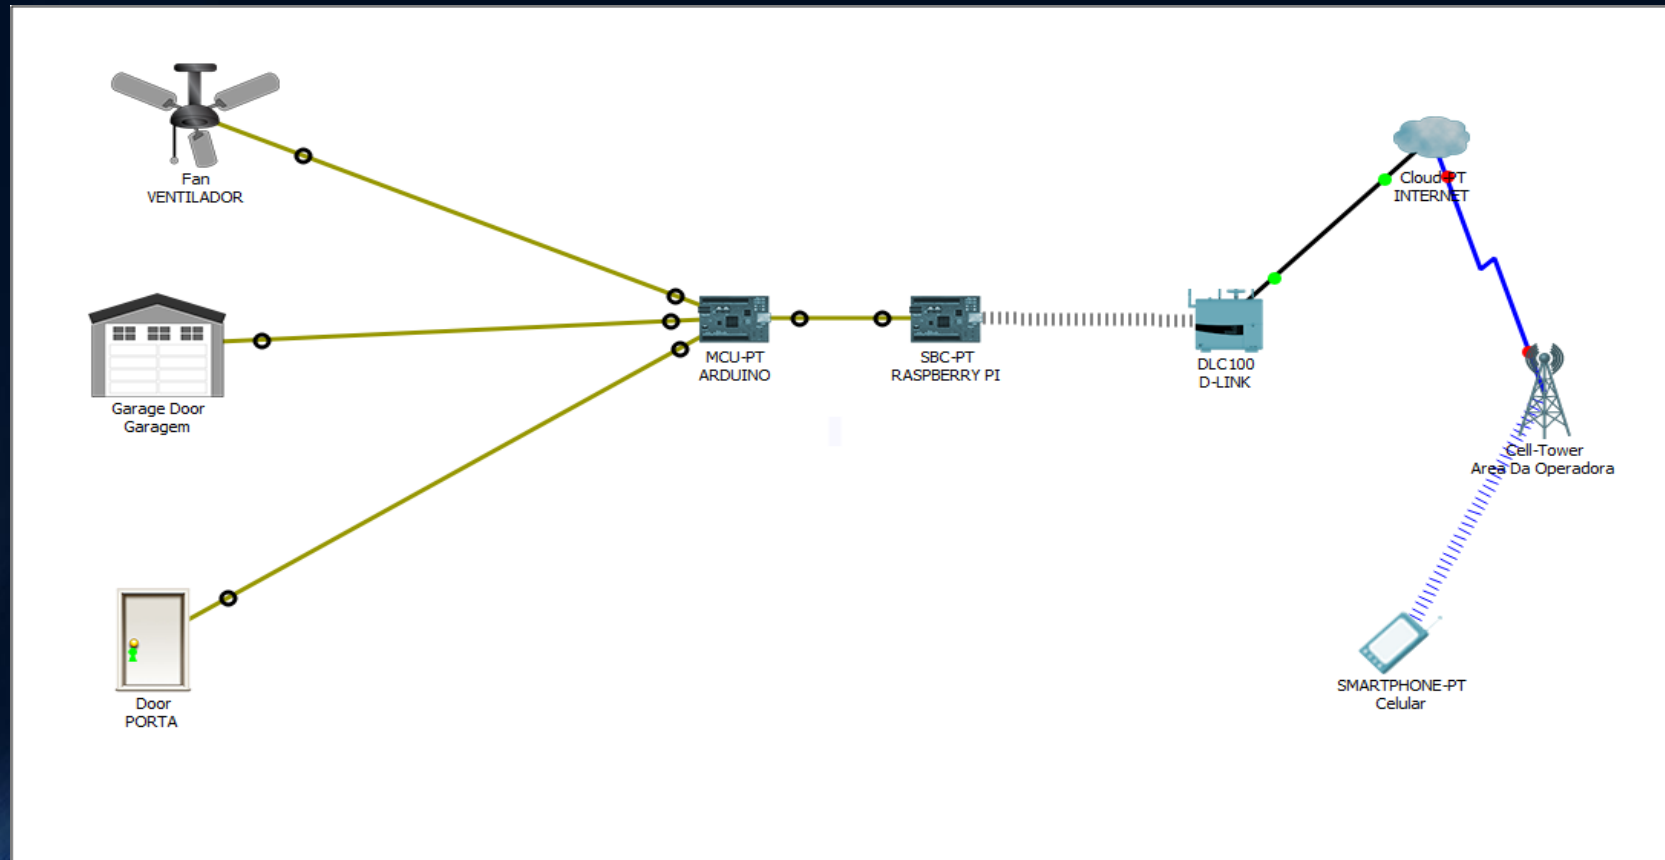 Fan
VENTILADOR
Garage Door
Garagem
Door
PORTA
MCU-PT
ARDUINO
SBC-PT
RASPBERRY PI
DLC100
D-LINK
Cloud-PT
INTERNET
Cell-Tower
Area Da Operadora
SMARTPHONE-PT
Celular